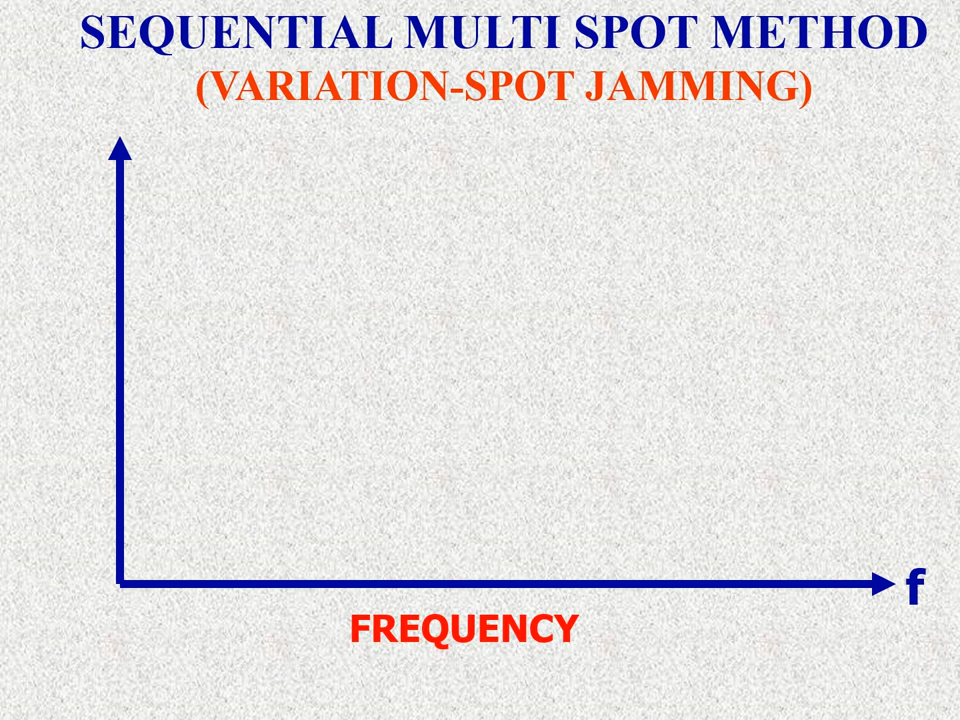 SEQUENTIAL MULTI SPOT METHOD
(VARIATION-SPOT JAMMING)
f
FREQUENCY